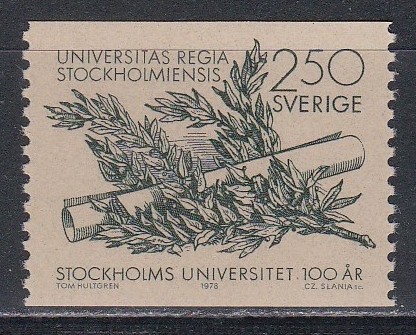 UNIVERSITAS REGIA
STOCKHOLMIENSIS
250
SVERIGE
STOCKHOLMS UNIVERSITET 100 ÅR
TOM HULTGREN 1978 CZ. SLANIA SC.